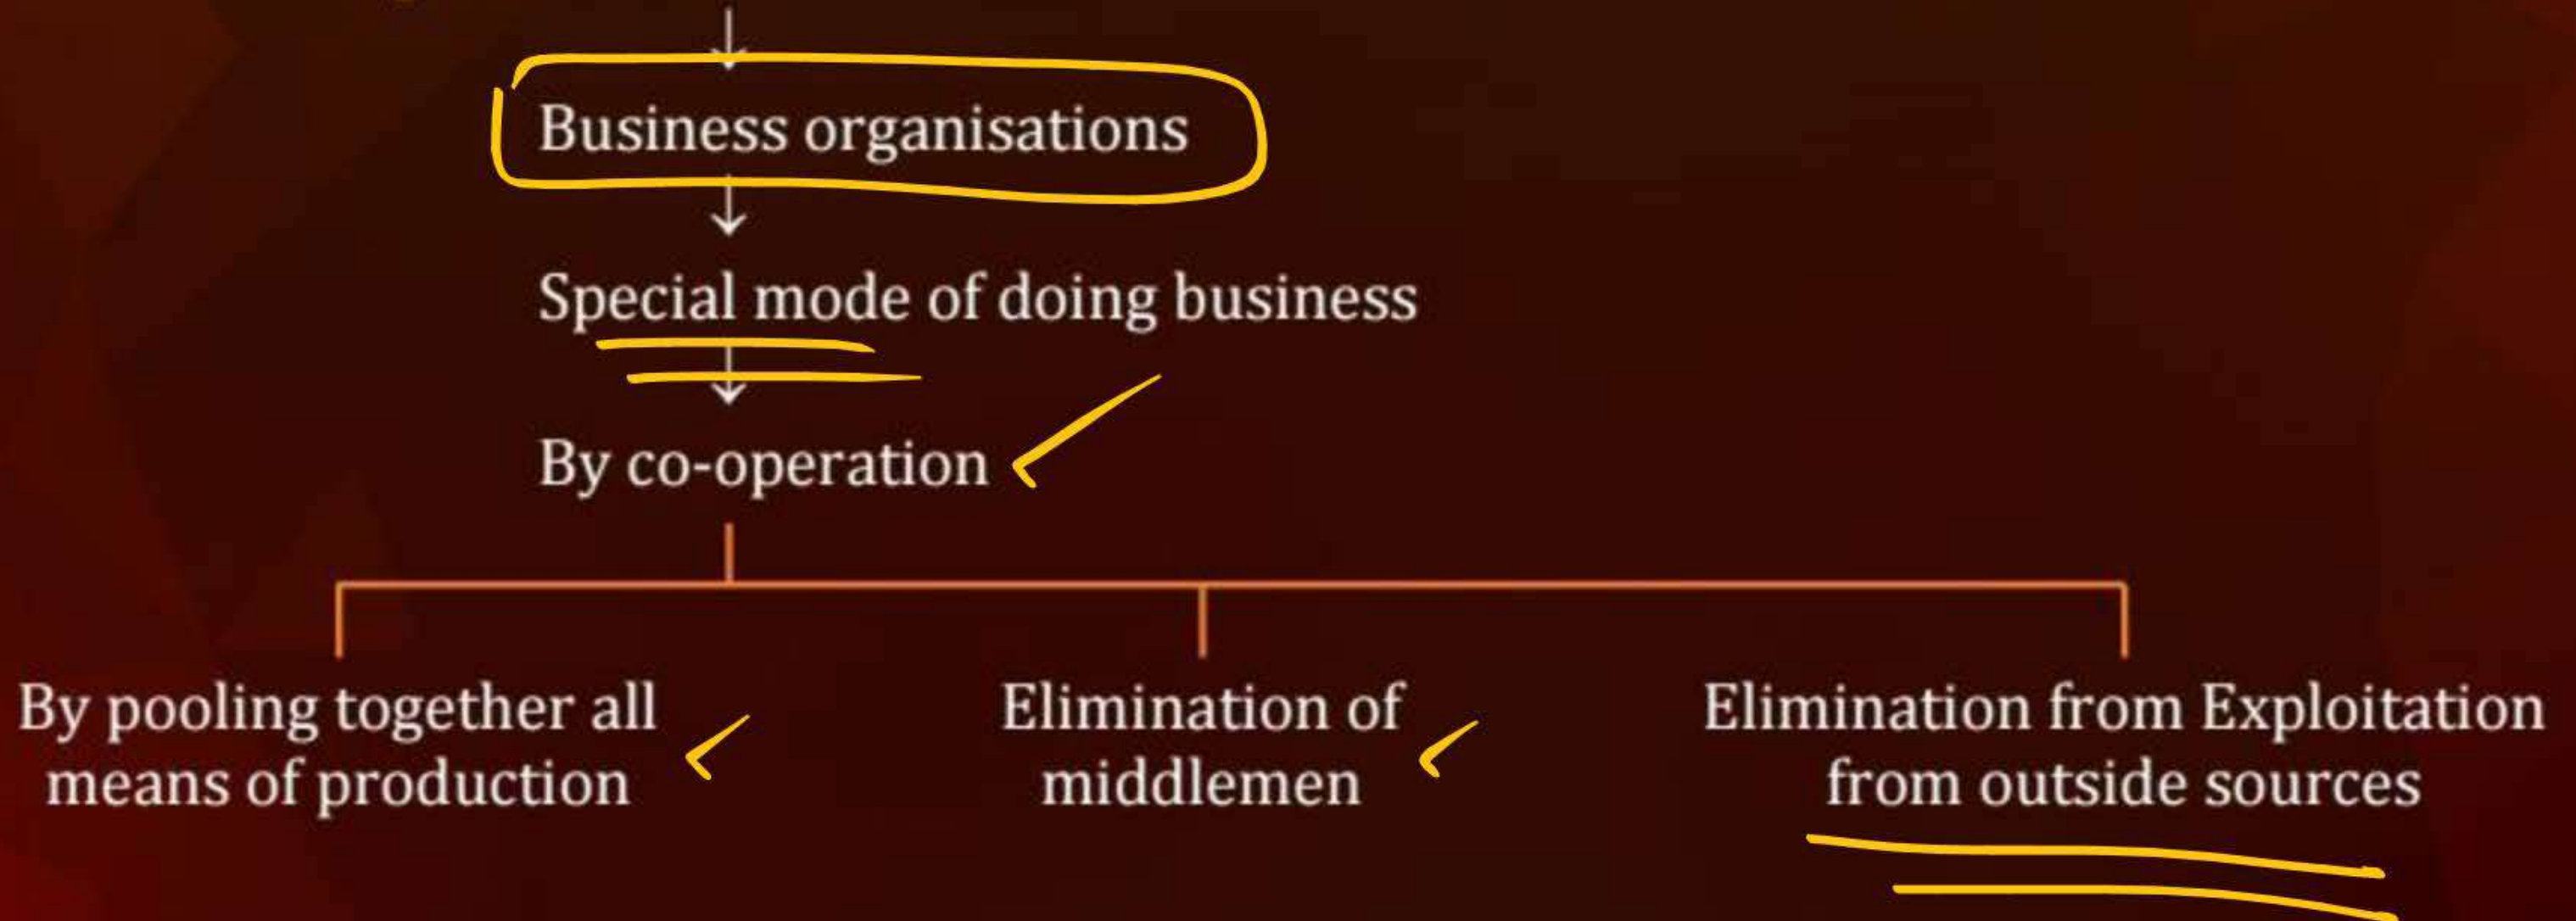 Business organisations
Special mode of doing business
By co-operation
By pooling together all
means of production
Elimination of
middlemen
Elimination from Exploitation
from outside sources